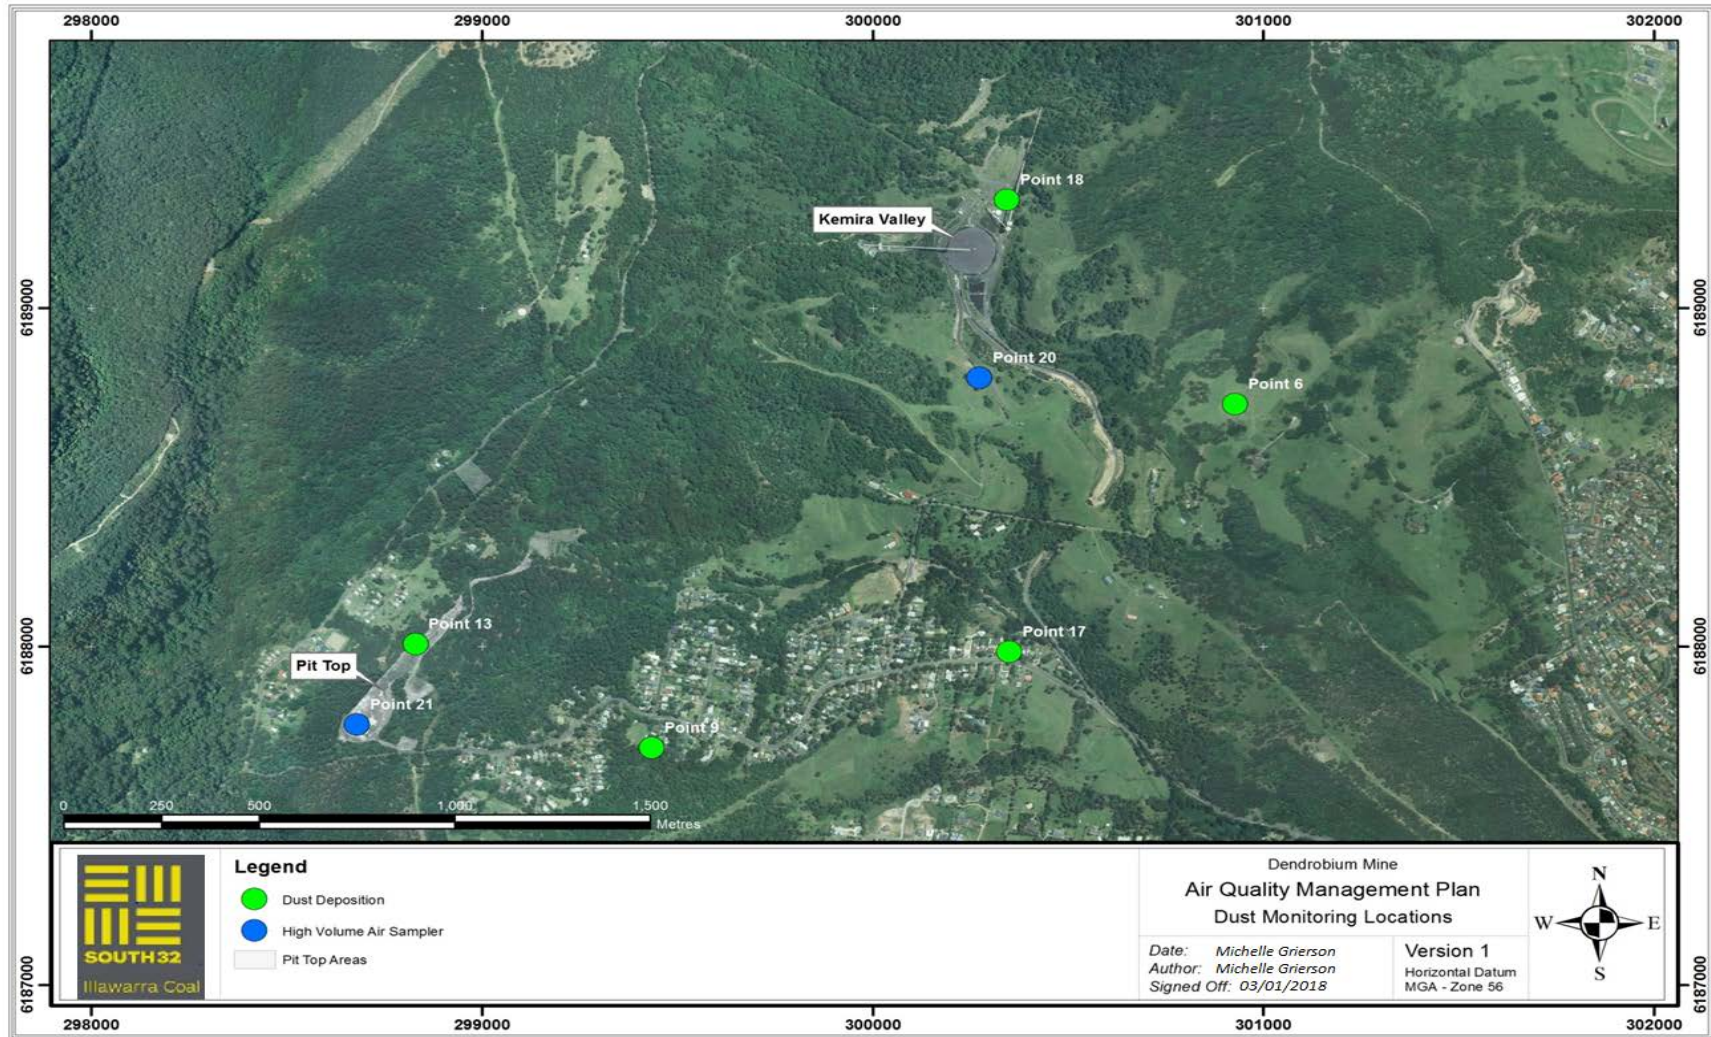 298000
299000
300000
301000
302000
Point 18
Kemira Valley
6189000
6189000
Point 20
Point 6
Point 13
Point 17
6188000
6188000
Pit Top
Point 21
Point 9
0
250
500
1,000
1,500
Metres
Legend
Dust Deposition
High Volume Air Sampler
Pit Top Areas
SOUTH32
Illawarra Coal
Dendrobium Mine
Air Quality Management Plan
Dust Monitoring Locations
Date: Michelle Grierson
Author: Michelle Grierson
Signed Off: 03/01/2018
Version 1
Horizontal Datum
MGA - Zone 56
N
W
E
S
6187000
6187000
298000
299000
300000
301000
302000